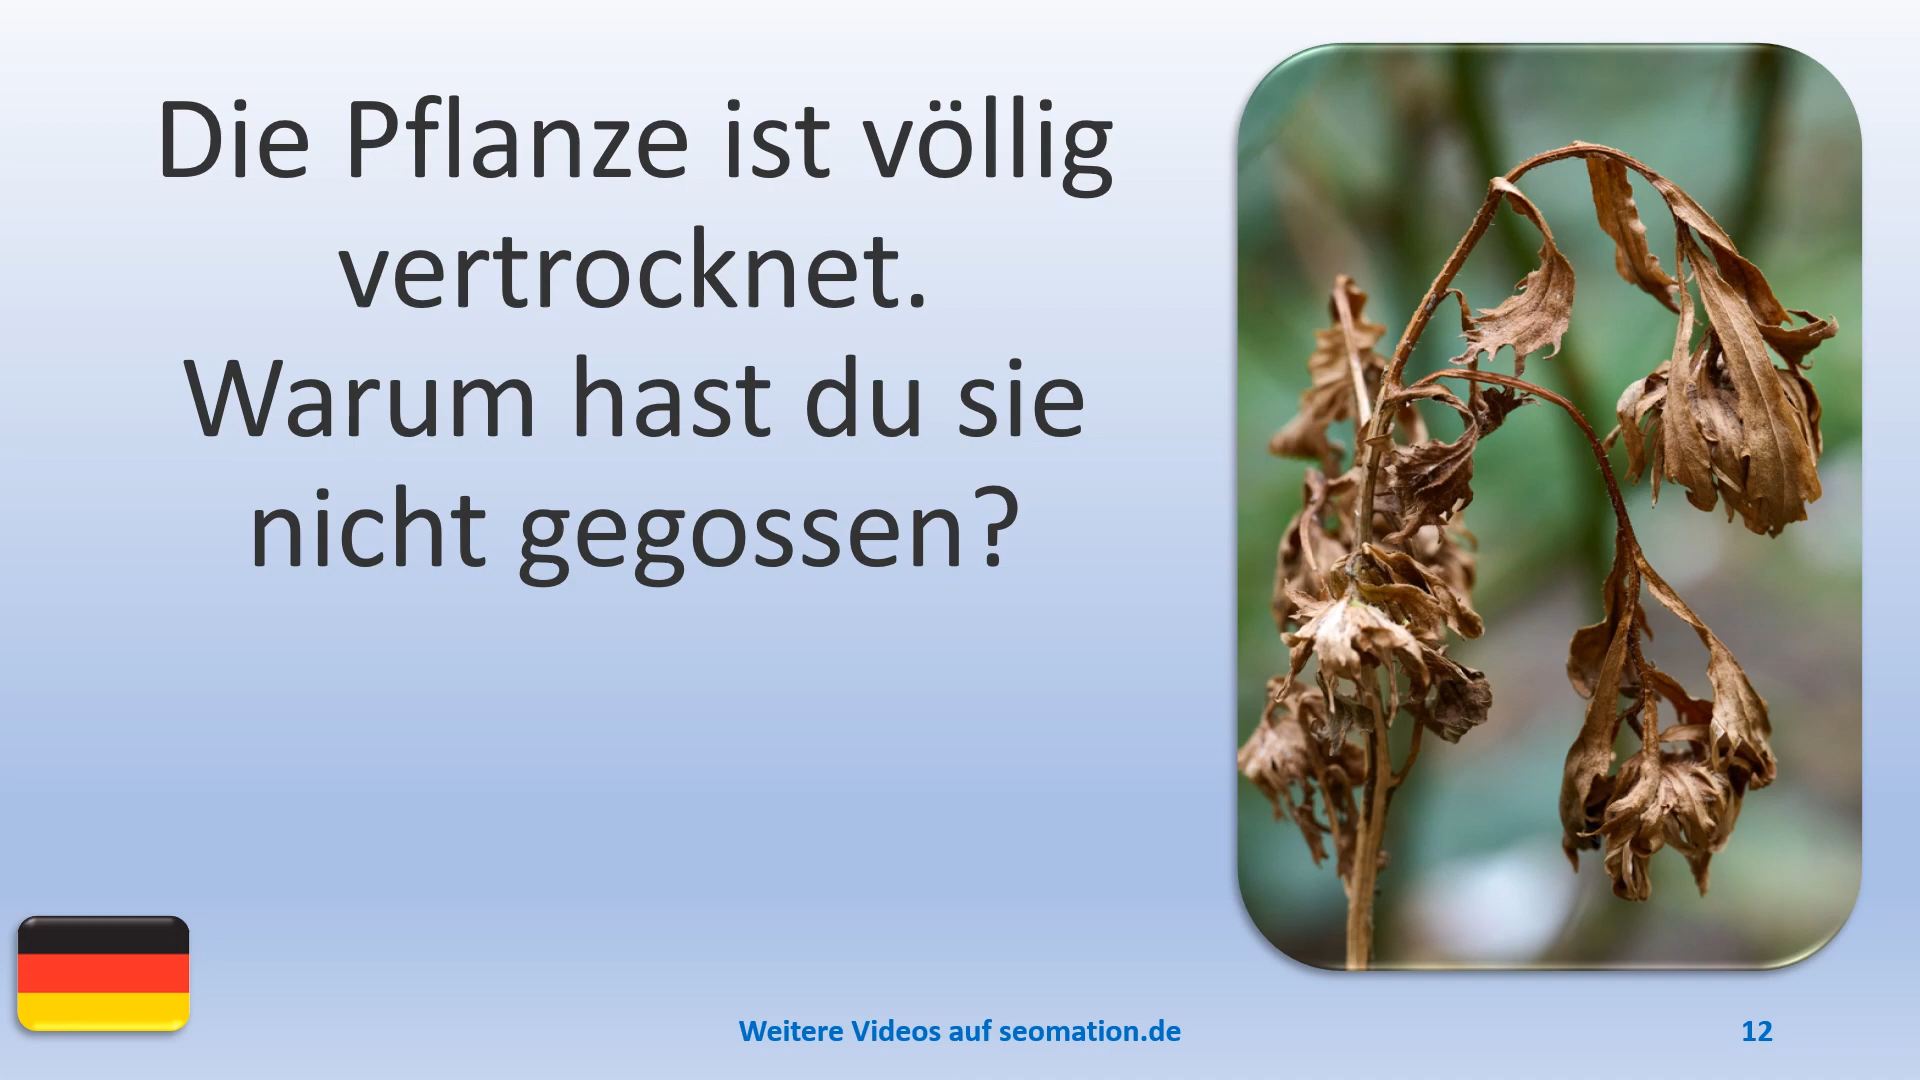 Die Pflanze ist völlig
vertrocknet.
Warum hast du sie
nicht gegossen?
Weitere Videos auf seomation.de
12